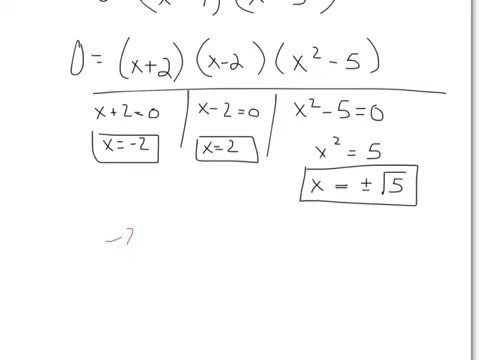 0 = (x+2)(x-2)(x² - 5)
x+2=0 x-2=0 x²-5=0
x=-2 x=2 x² = 5
x = ± √5